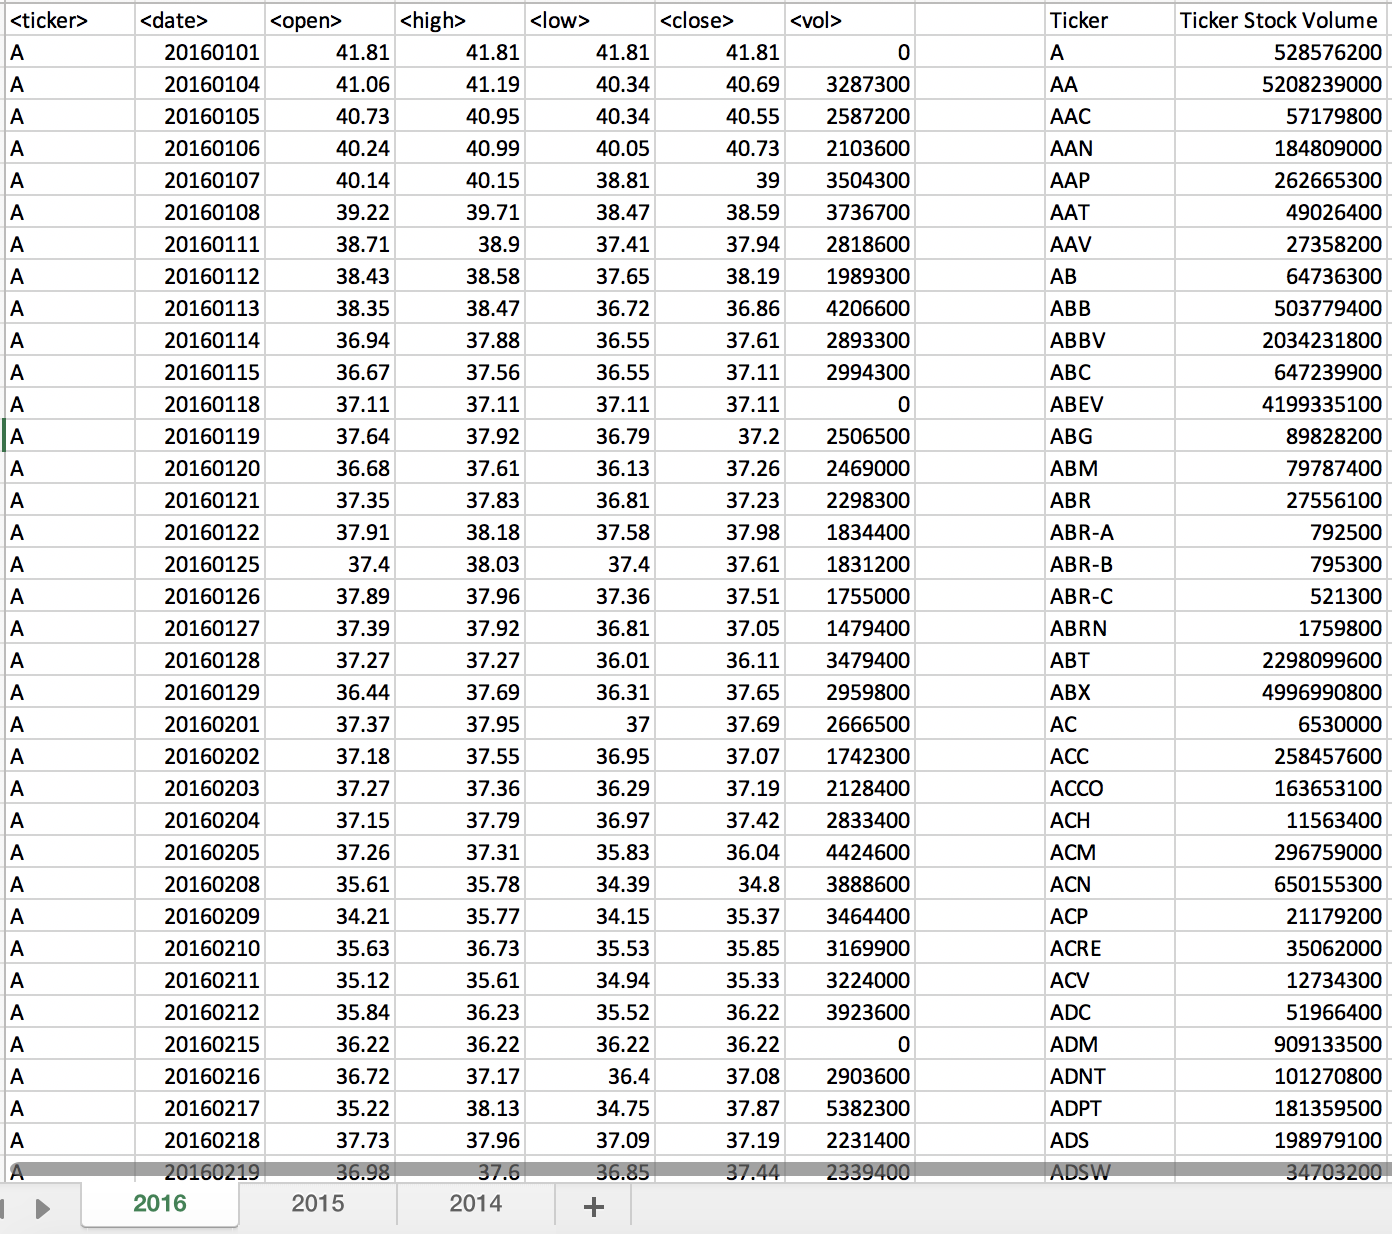 <ticker> <date> <open> <high> <low> <close> <vol> Ticker Ticker Stock Volume
A 20160101 41.81 41.81 41.81 41.81 0 A 528576200
A 20160104 41.06 41.19 40.34 40.69 3287300 AA 5208239000
A 20160105 40.73 40.95 40.34 40.55 2587200 AAC 57179800
A 20160106 40.24 40.99 40.05 40.73 2103600 AAN 184809000
A 20160107 40.14 40.15 38.81 39 3504300 AAP 262665300
A 20160108 39.22 39.71 38.47 38.59 3736700 AAT 49026400
A 20160111 38.71 38.9 37.41 37.94 2818600 AAV 27358200
A 20160112 38.43 38.58 37.65 38.19 1989300 AB 64736300
A 20160113 38.35 38.47 36.72 36.86 4206600 ABB 503779400
A 20160114 36.94 37.88 36.55 37.61 2893300 ABBV 2034231800
A 20160115 36.67 37.56 36.55 37.11 2994300 ABC 647239900
A 20160118 37.11 37.11 37.11 37.11 0 ABEV 4199335100
A 20160119 37.64 37.92 36.79 37.2 2506500 ABG 89828200
A 20160120 36.68 37.61 36.13 37.26 2469000 ABM 79787400
A 20160121 37.35 37.83 36.81 37.23 2298300 ABR 27556100
A 20160122 37.91 38.18 37.58 37.98 1834400 ABR-A 792500
A 20160125 37.4 38.03 37.4 37.61 1831200 ABR-B 795300
A 20160126 37.89 37.96 37.36 37.51 1755000 ABR-C 521300
A 20160127 37.39 37.92 36.81 37.05 1479400 ABRN 1759800
A 20160128 37.27 37.27 36.01 36.11 3479400 ABT 2298099600
A 20160129 36.44 37.69 36.31 37.65 2959800 ABX 4996990800
A 20160201 37.37 37.95 37 37.69 2666500 AC 6530000
A 20160202 37.18 37.55 36.95 37.07 1742300 ACC 258457600
A 20160203 37.27 37.36 36.29 37.19 2128400 ACCO 163653100
A 20160204 37.15 37.79 36.97 37.42 2833400 ACH 11563400
A 20160205 37.26 37.31 35.83 36.04 4424600 ACM 296759000
A 20160208 35.61 35.78 34.39 34.8 3888600 ACN 650155300
A 20160209 34.21 35.77 34.15 35.37 3464400 ACP 21179200
A 20160210 35.63 36.73 35.53 35.85 3169900 ACRE 35062000
A 20160211 35.12 35.61 34.94 35.33 3224000 ACV 12734300
A 20160212 35.84 36.23 35.52 36.22 3923600 ADC 51966400
A 20160215 36.22 36.22 36.22 36.22 0 ADM 909133500
A 20160216 36.72 37.17 36.4 37.08 2903600 ADNT 101270800
A 20160217 35.22 38.13 34.75 37.87 5382300 ADPT 181359500
A 20160218 37.73 37.96 37.09 37.19 2231400 ADS 198979100
A 20160219 36.98 37.6 36.85 37.44 2339400 ADSW 34703200
2016 2015 2014 +